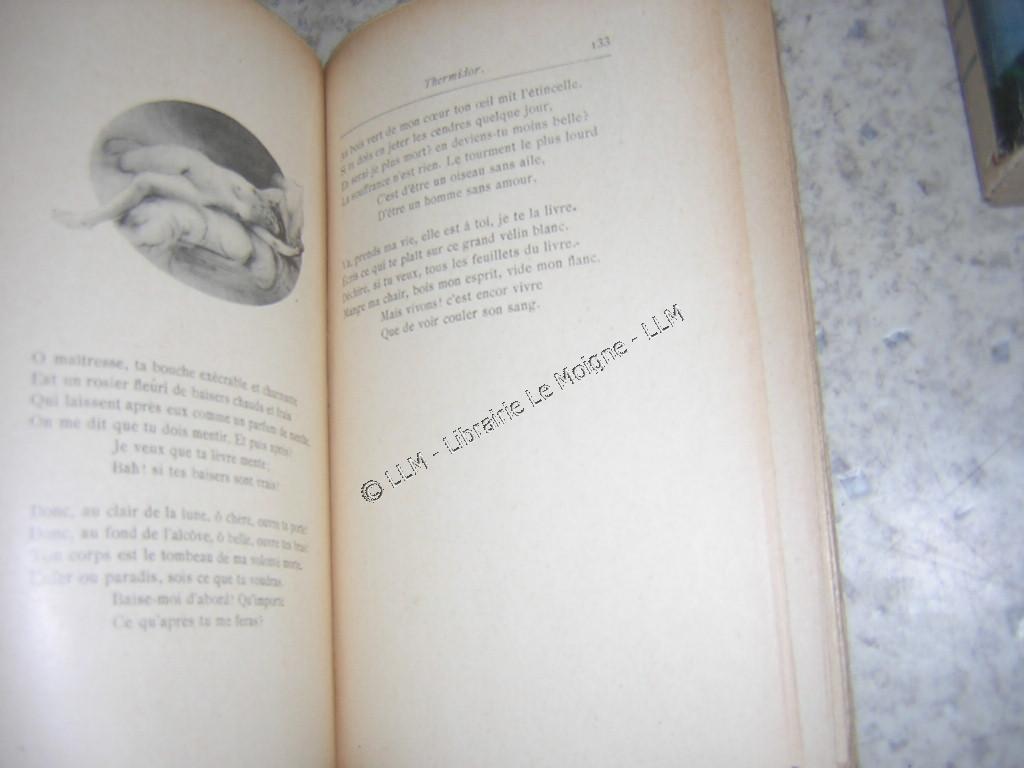 O maîtresse, ta bouche exécrable et charmante
Est un rosier fleuri de baisers chauds et frais
Qui laissent après eux comme un parfum de menthe.
On me dit que tu dois mentir. Et puis après?
Je veux que ta lèvre mente;
Bah! si tes baisers sont vrais!
Donc, au clair de la lune, ô chère, ouvre ta porte!
Donc, au fond de l'alcôve, ô belle, ouvre tes bras!
Ton corps est le tombeau de ma volonté morte.
Enfer ou paradis, sois ce que tu voudras.
Baise-moi d'abord! Qu'importe
Ce qu'après tu me feras?
Thermidor. 133
Au bois vert de mon cœur ton œil mit l'étincelle.
Si tu dois en jeter les cendres quelque jour,
En serai-je plus mort? en deviens-tu moins belle?
La souffrance n'est rien. Le tourment le plus lourd
C'est d'être un oiseau sans aile,
D'être un homme sans amour.
Va, prends ma vie, elle est à toi, je te la livre.
Écris ce qui te plaît sur ce grand vélin blanc.
Déchire, si tu veux, tous les feuillets du livre.
Mange ma chair, bois mon esprit, vide mon flanc.
Mais vivons! c'est encor vivre
Que de voir couler son sang.
© LLM - Librairie Le Moigne - LLM